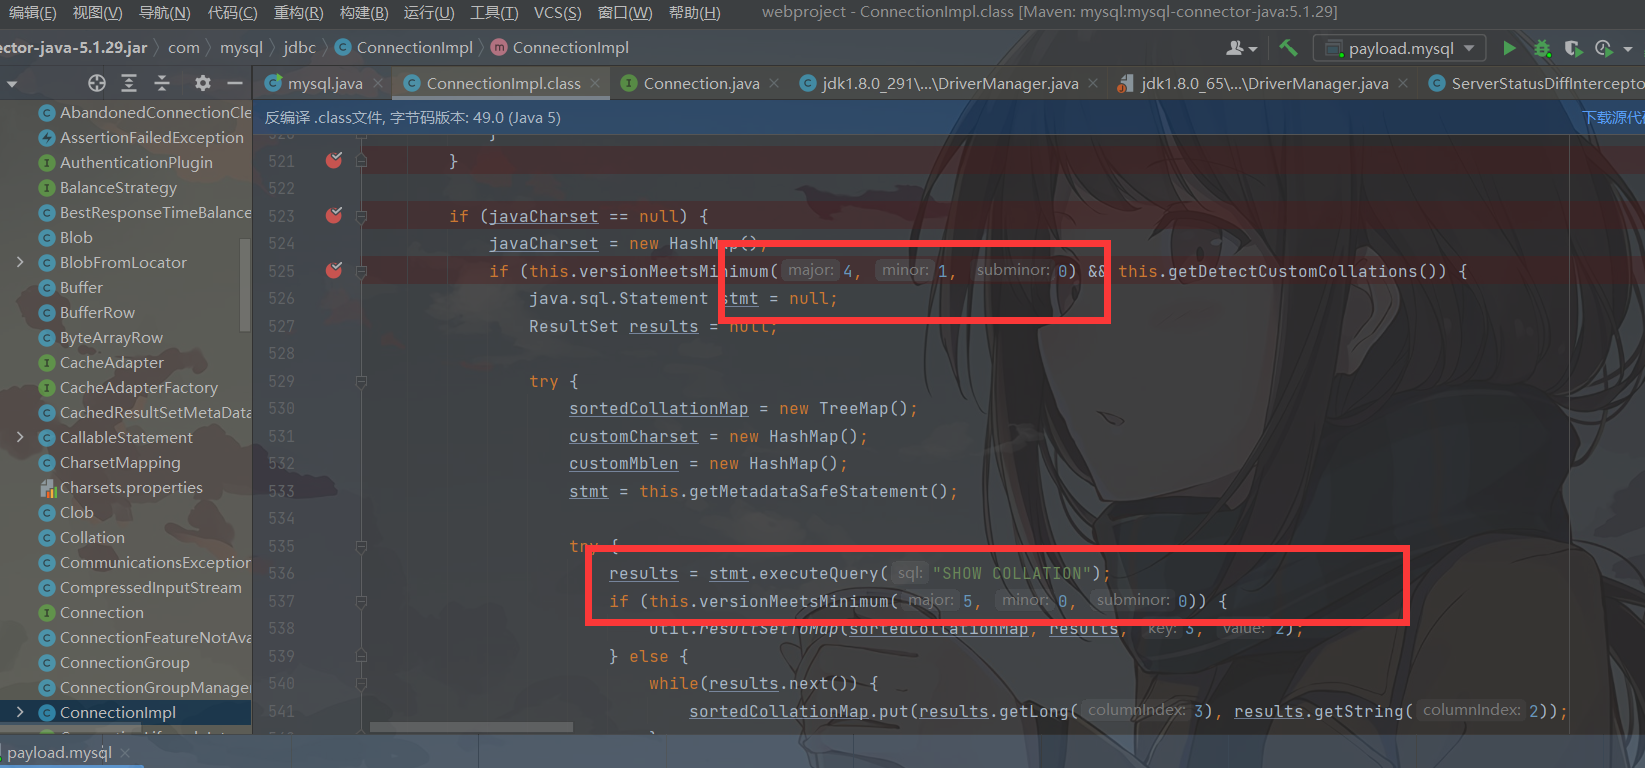 编辑(E) 视图(V) 导航(N) 代码(C) 重构(R) 构建(B) 运行(U) 工具(T) VCS(S) 窗口(W) 帮助(H) webproject - ConnectionImpl.class [Maven: mysql:mysql-connector-java:5.1.29]
ector-java-5.1.29.jar com mysql jdbc ConnectionImpl ConnectionImpl payload.mysql
mysql.java ConnectionImpl.class Connection.java jdk1.8.0_291\...\DriverManager.java jdk1.8.0_65\...\DriverManager.java ServerStatusDiffIntercepto
反编译 .class文件, 字节码版本: 49.0 (Java 5) 下载源代码
AbandonedConnectionCle
AssertionFailedException
AuthenticationPlugin
BalanceStrategy
BestResponseTimeBalance
Blob
BlobFromLocator
Buffer
BufferRow
ByteArrayRow
CacheAdapter
CacheAdapterFactory
CachedResultSetMetaData
CallableStatement
CharsetMapping
Charsets.properties
Clob
Collation
CommunicationsException
CompressedInputStream
Connection
ConnectionFeatureNotAva
ConnectionGroup
ConnectionGroupManager
ConnectionImpl
520 }
521 }
522
523 if (javaCharset == null) {
524 javaCharset = new HashMap();
525 if (this.versionMeetsMinimum( major: 4, minor: 1, subminor: 0) && this.getDetectCustomCollations()) {
526 java.sql.Statement stmt = null;
527 ResultSet results = null;
528
529 try {
530 sortedCollationMap = new TreeMap();
531 customCharset = new HashMap();
532 customMblen = new HashMap();
533 stmt = this.getMetadataSafeStatement();
534
535 try {
536 results = stmt.executeQuery( sql: "SHOW COLLATION");
537 if (this.versionMeetsMinimum( major: 5, minor: 0, subminor: 0)) {
538 Util.resultSetToMap(sortedCollationMap, results, key: 3, value: 2);
539 } else {
540 while(results.next()) {
541 sortedCollationMap.put(results.getLong( columnIndex: 3), results.getString( columnIndex: 2));
payload.mysql